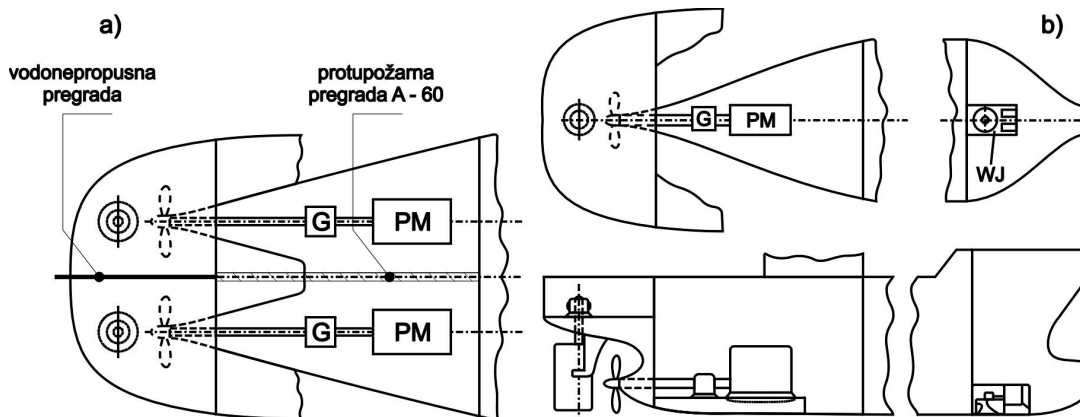 a)
vodonepropusna
pregrada
protupožarna
pregrada A - 60
G
PM
G
PM
b)
G
PM
WJ